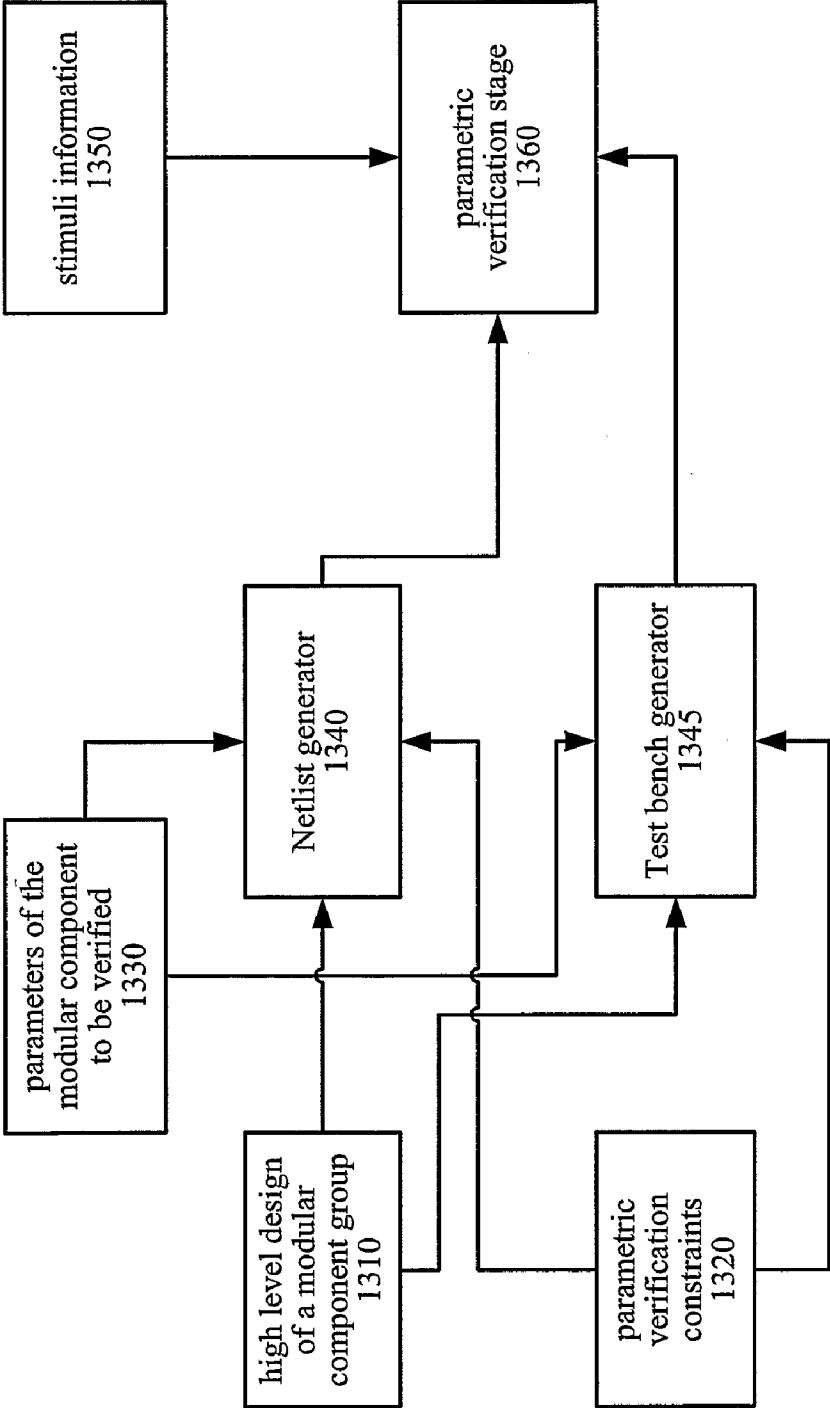 parameters of the
modular component
to be verified
1330
stimuli information
1350
high level design
of a modular
component group
1310
Netlist generator
1340
parametric
verification stage
1360
parametric
verification
constraints
1320
Test bench generator
1345